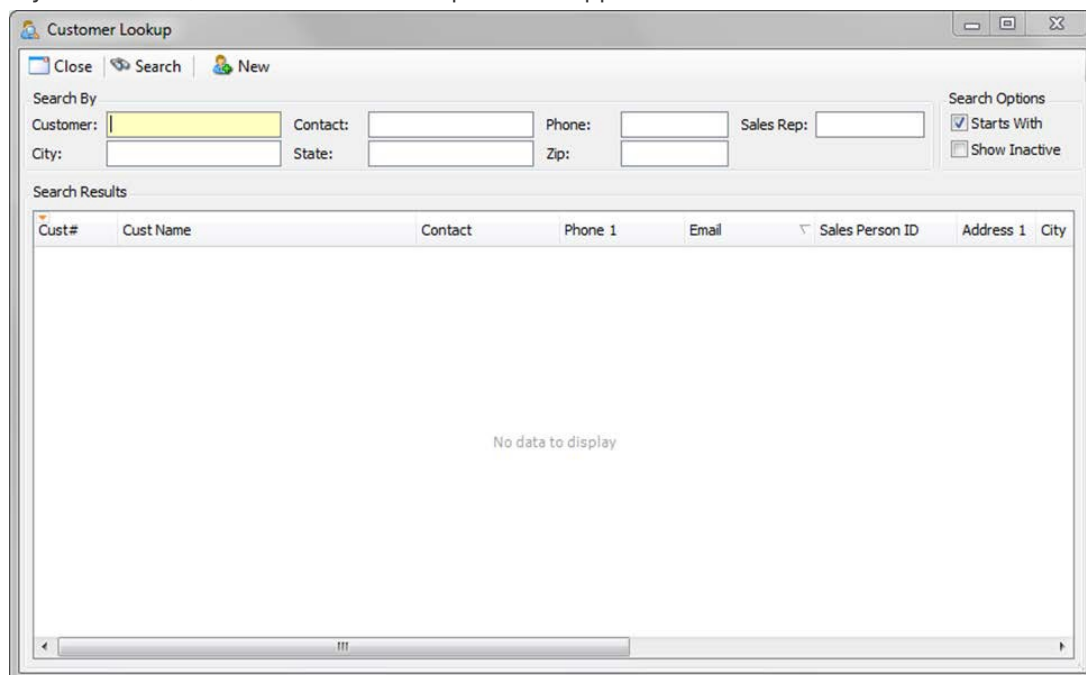 Customer Lookup
Close Search New
Search By
Search Options
Customer: Contact: Phone: Sales Rep: Starts With
City: State: Zip: Show Inactive
Search Results
Cust# Cust Name Contact Phone 1 Email Sales Person ID Address 1 City
No data to display